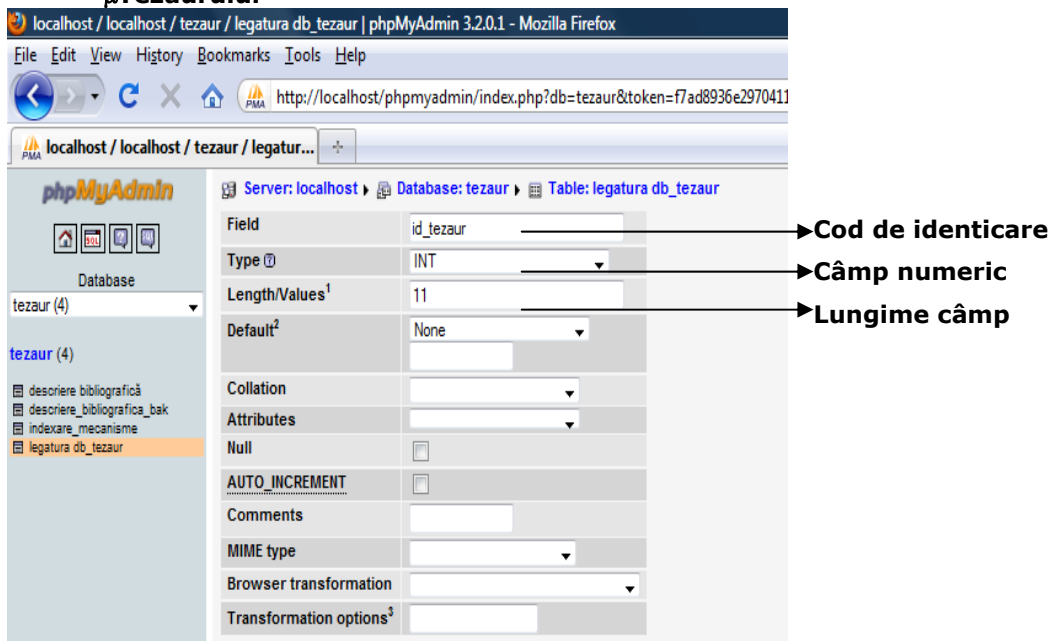 localhost / localhost / tezaur / legatura db_tezaur | phpMyAdmin 3.2.0.1 - Mozilla Firefox
File Edit View History Bookmarks Tools Help
PMA http://localhost/phpmyadmin/index.php?db=tezaur&token=f7ad8936e2970411
PMA localhost / localhost / tezaur / legatur...
phpMyAdmin
Server: localhost Database: tezaur Table: legatura db_tezaur
SQL
Database
tezaur (4)
tezaur (4)
descriere bibliografică
descriere_bibliografica_bak
indexare_mecanisme
legatura db_tezaur
Field id_tezaur Cod de identicare
Type INT Câmp numeric
Length/Values1 11 Lungime câmp
Default2 None
Collation
Attributes
Null
AUTO_INCREMENT
Comments
MIME type
Browser transformation
Transformation options3